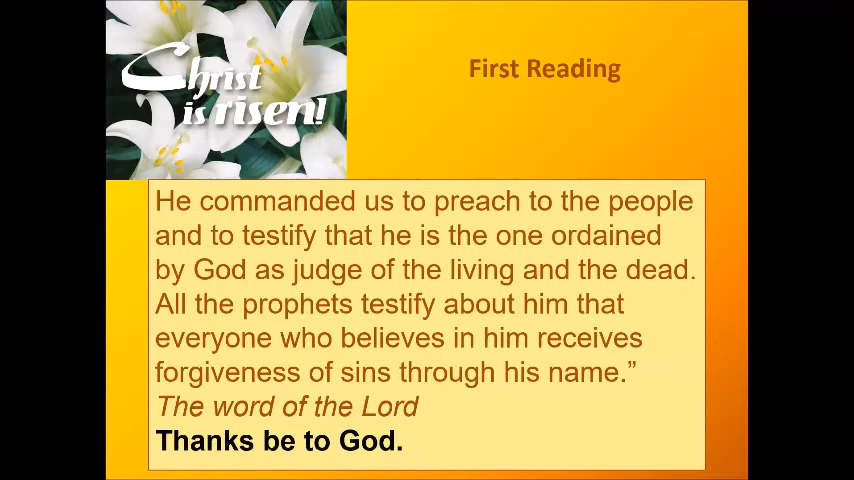 Christ
is risen!
First Reading
He commanded us to preach to the people
and to testify that he is the one ordained
by God as judge of the living and the dead.
All the prophets testify about him that
everyone who believes in him receives
forgiveness of sins through his name.”
The word of the Lord
Thanks be to God.